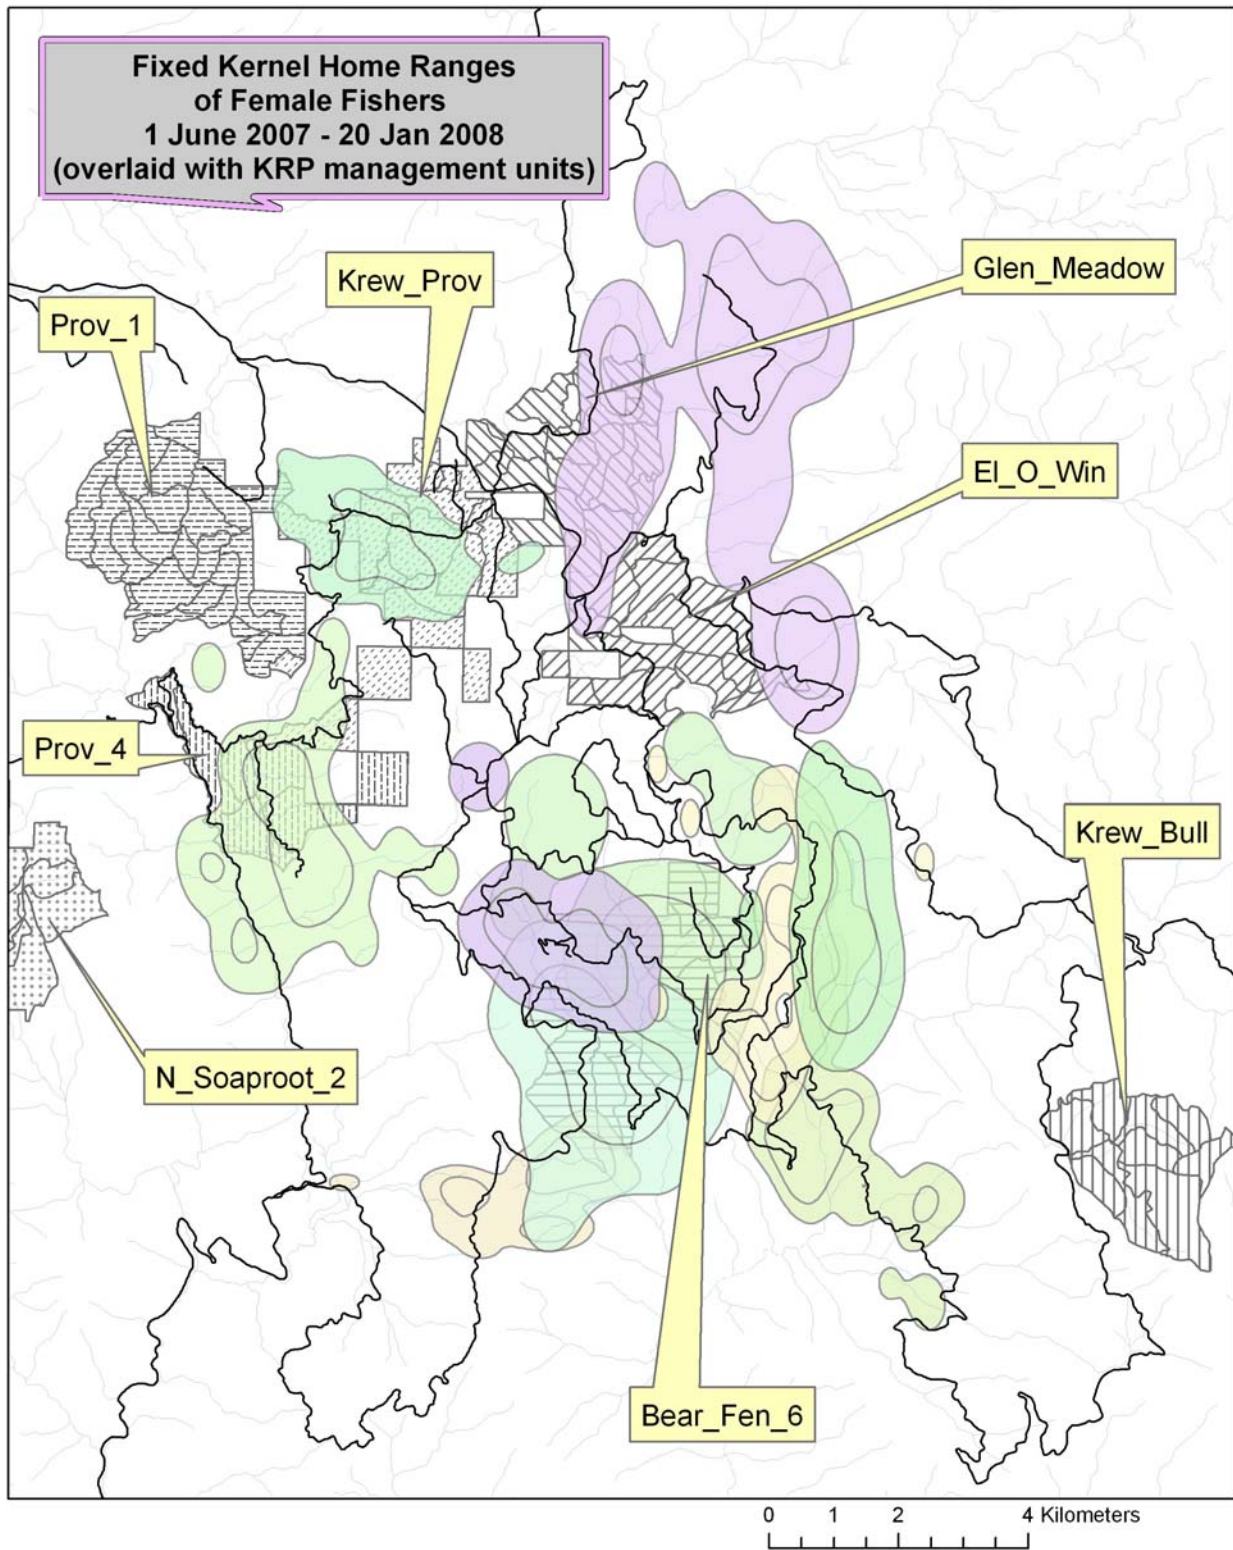 Fixed Kernel Home Ranges
of Female Fishers
1 June 2007 - 20 Jan 2008
(overlaid with KRP management units)
Krew_Prov
Glen_Meadow
Prov_1
El_O_Win
Prov_4
Krew_Bull
N_Soaproot_2
Bear_Fen_6
0 1 2 4 Kilometers